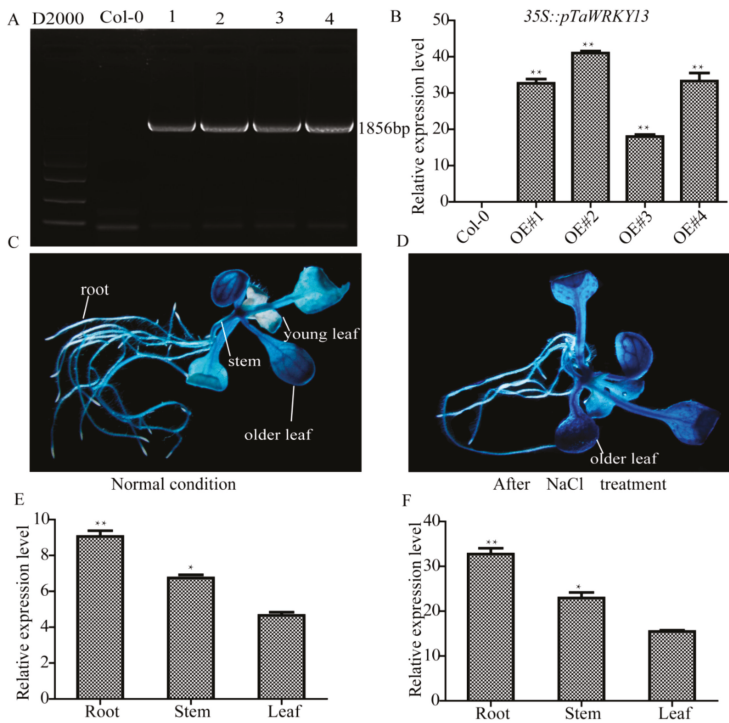 A
D2000 Col-0 1 2 3 4
1856bp
B
35S::pTaWRKY13
Relative expression level
50
40
30
20
10
0
** ** ** **
Col-0 OE#1 OE#2 OE#3 OE#4
C
root
young leaf
stem
older leaf
Normal condition
D
older leaf
After NaCl treatment
E
Relative expression level
10
8
6
4
2
0
** *
Root Stem Leaf
F
Relative expression level
40
30
20
10
0
** *
Root Stem Leaf